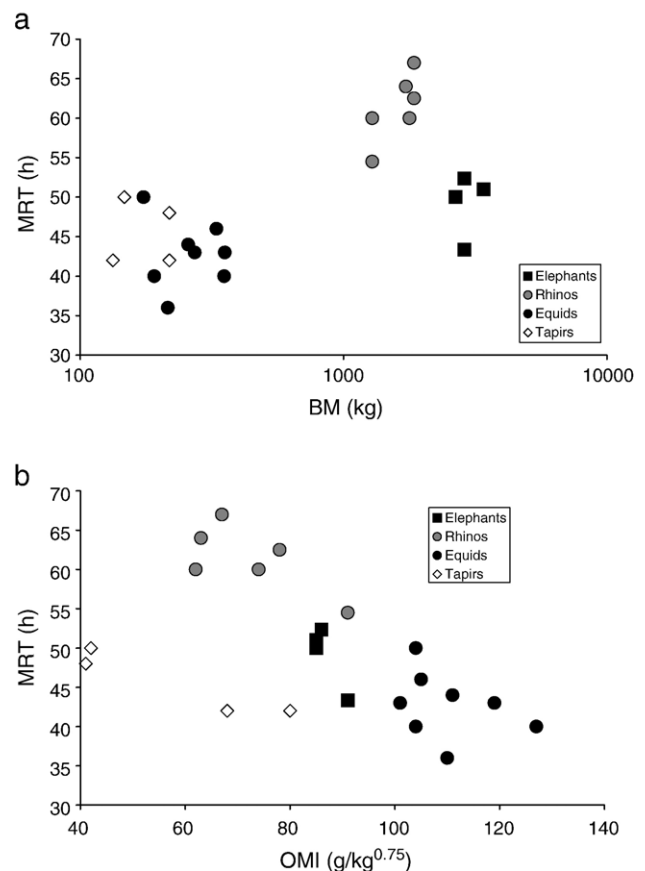 a
70
65
60
55
50
45
40
35
30
MRT (h)
100 1000 10000
BM (kg)
Elephants
Rhinos
Equids
Tapirs
b
70
65
60
55
50
45
40
35
30
MRT (h)
40 60 80 100 120 140
OMI (g/kg^0.75)
Elephants
Rhinos
Equids
Tapirs